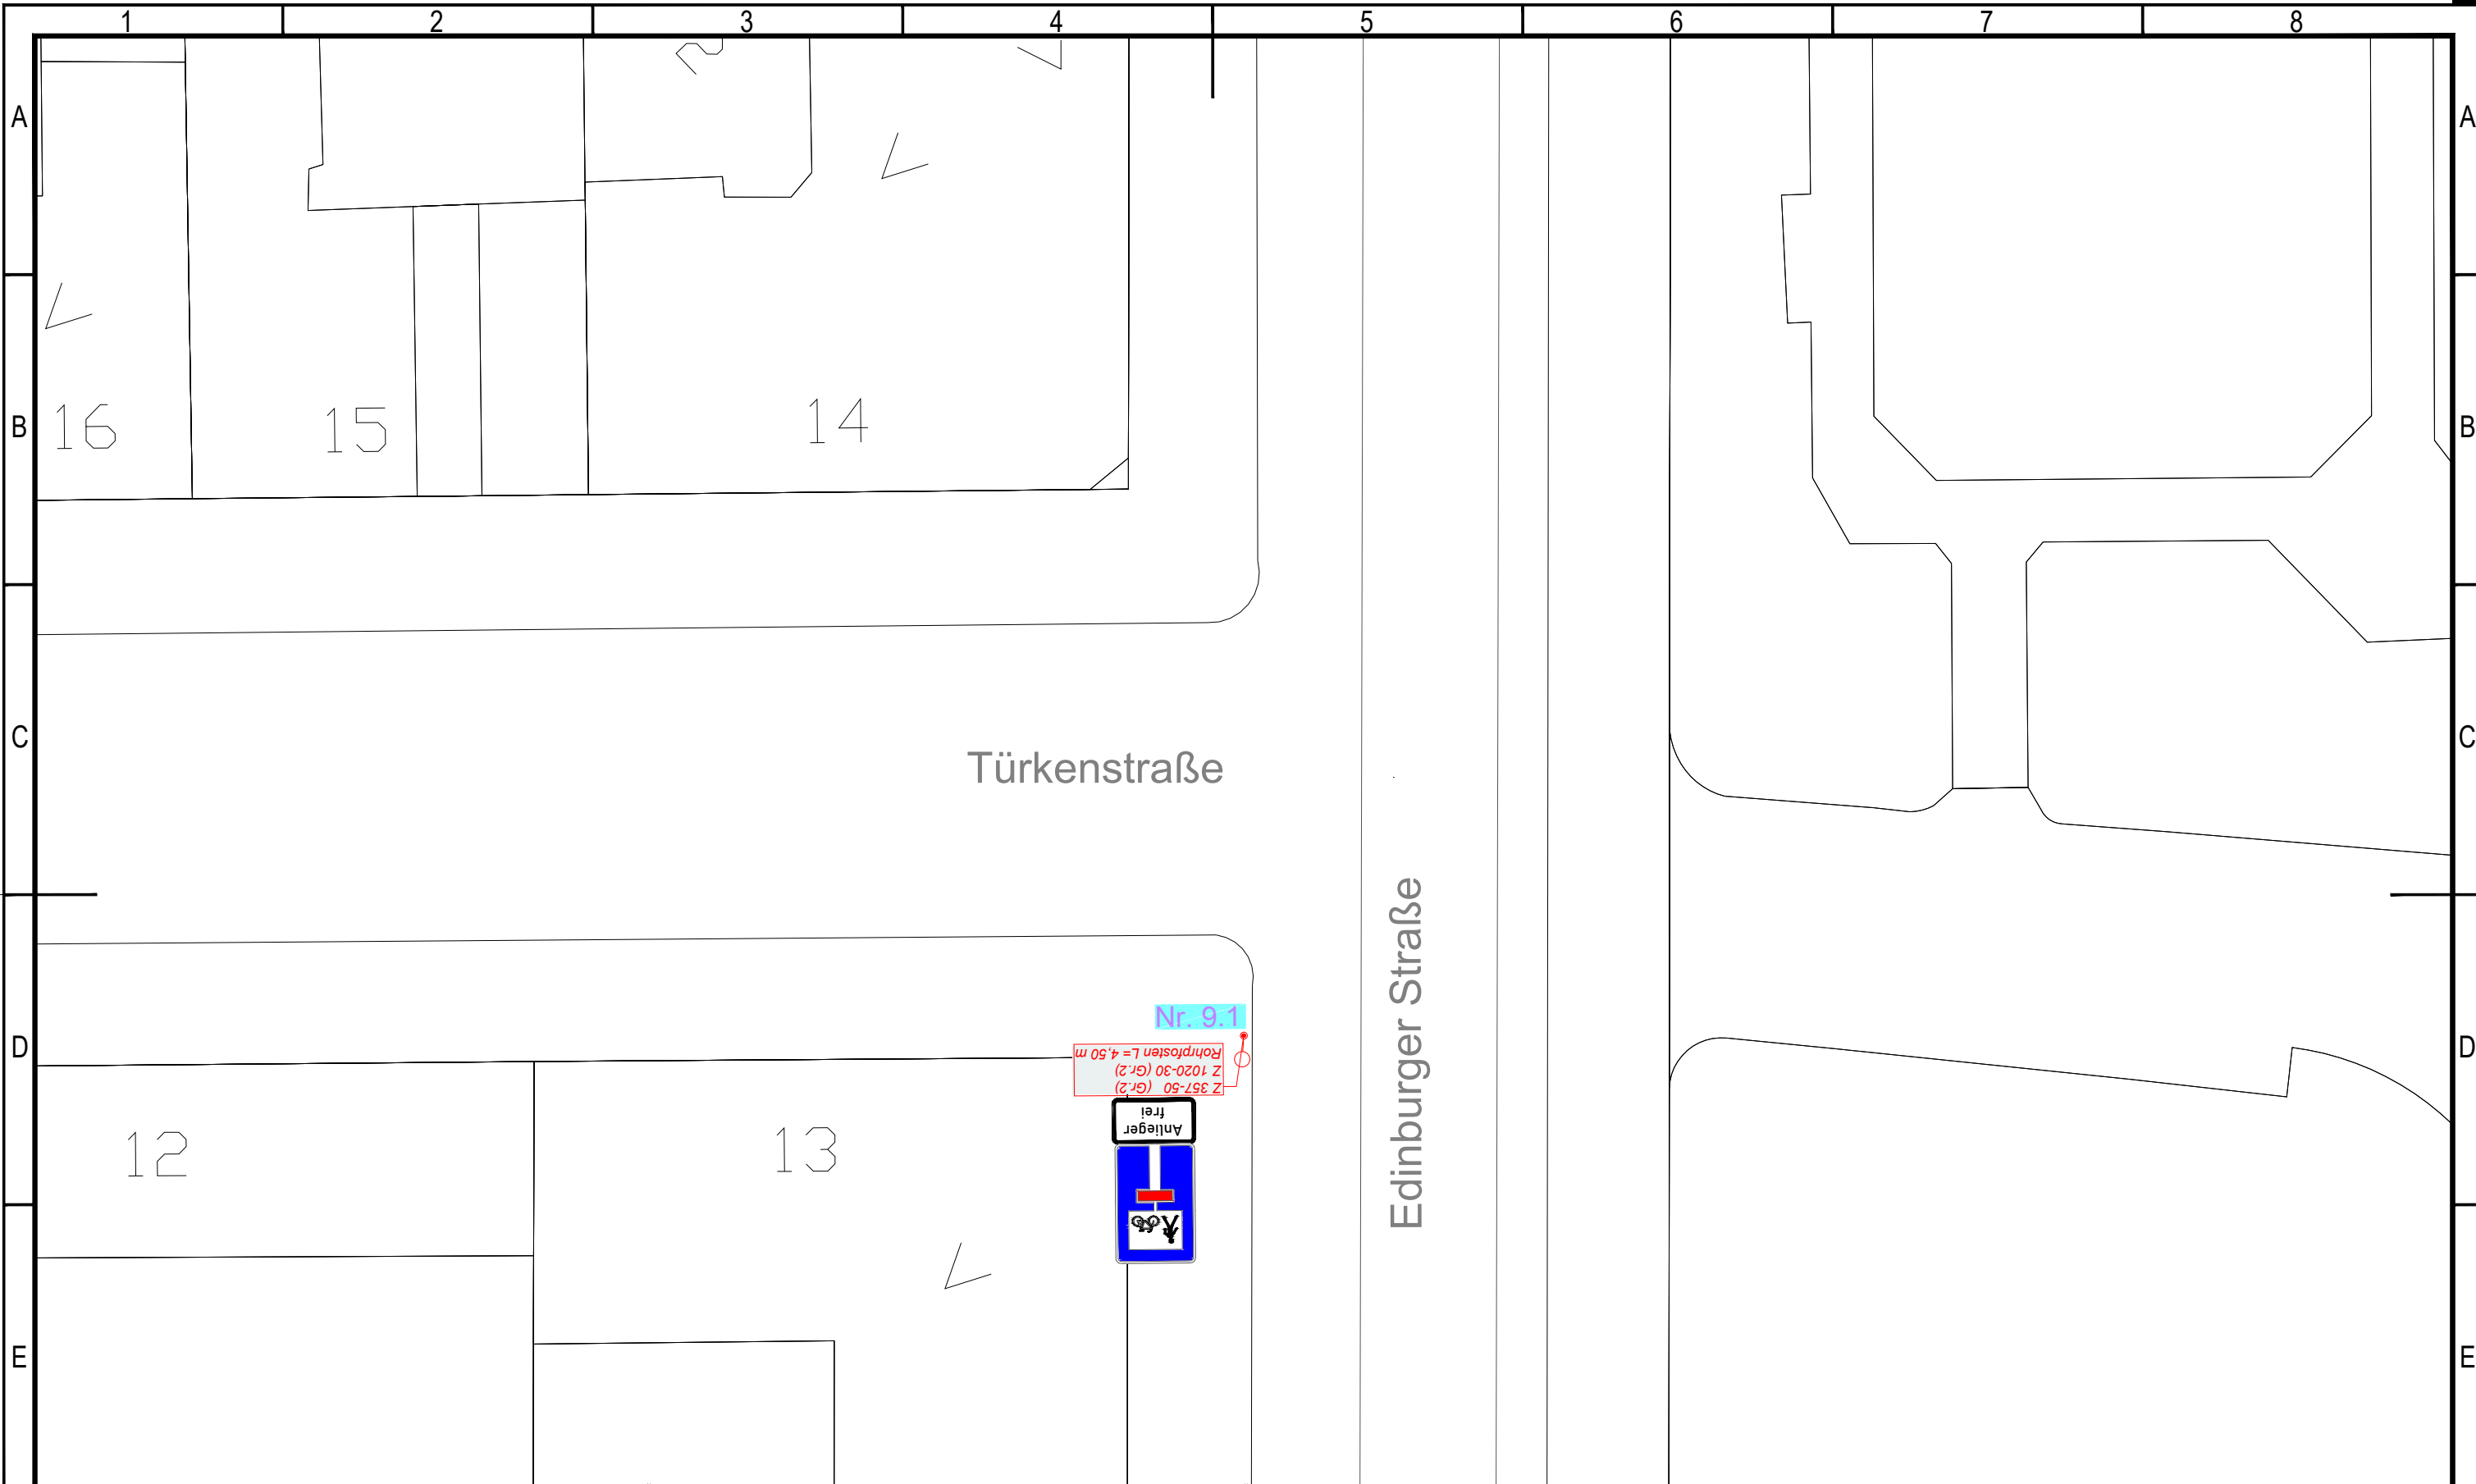 1 2 3 4 5 6 7 8
A A
B B
16 15 14
C C
Türkenstraße
Edinburger Straße
D D
Nr. 9.1
Z 357-50 (Gr.2)
Z 1020-30 (Gr.2)
Rohrpfosten L= 4,50 m
Anlieger
frei
12 13
E E